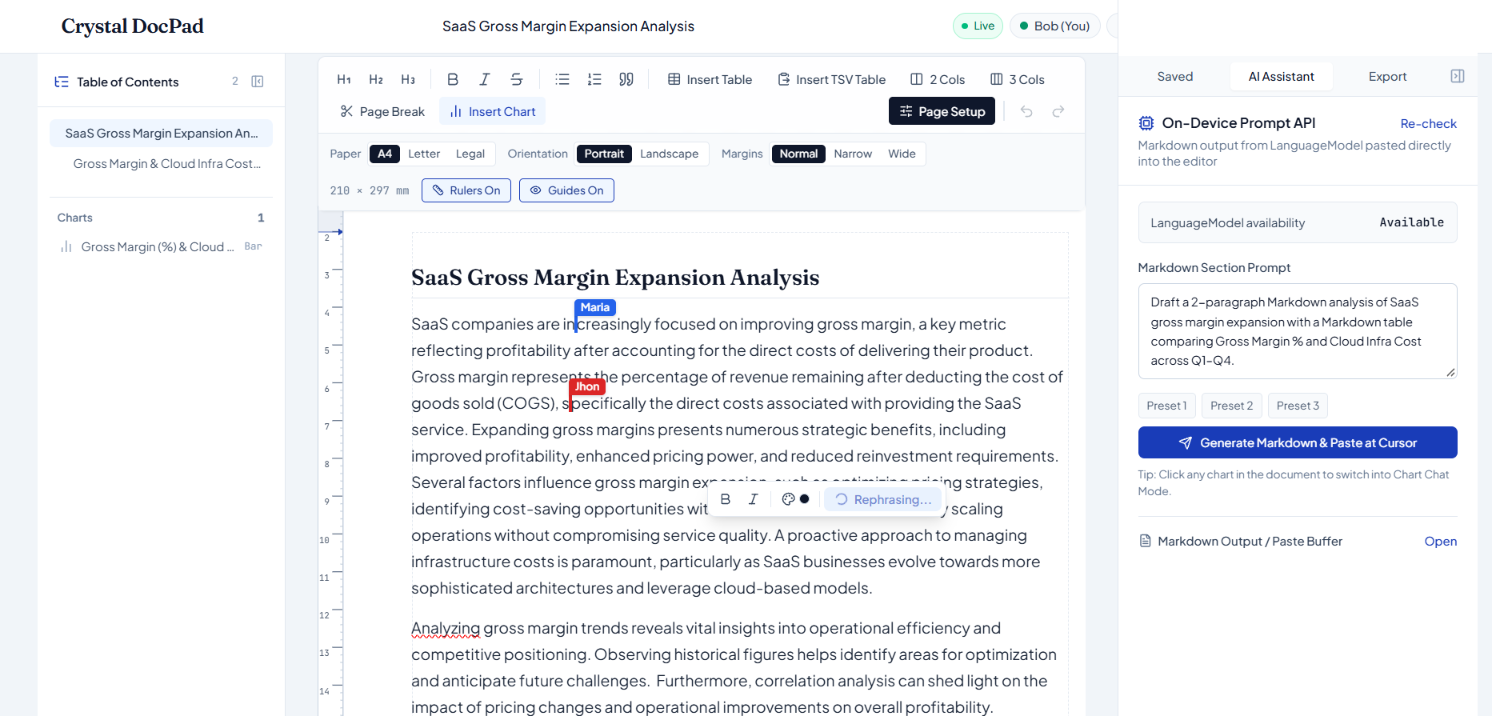 Crystal DocPad
SaaS Gross Margin Expansion Analysis
Live
Bob (You)
Table of Contents
2
SaaS Gross Margin Expansion An...
Gross Margin & Cloud Infra Cost...
Charts
1
Gross Margin (%) & Cloud ...
Bar
H1 H2 H3 B I S Insert Table Insert TSV Table 2 Cols 3 Cols
Page Break Insert Chart Page Setup
Paper A4 Letter Legal Orientation Portrait Landscape Margins Normal Narrow Wide
210 × 297 mm Rulers On Guides On
2
3
4
5
6
7
8
9
10
11
12
13
14
SaaS Gross Margin Expansion Analysis
Maria
SaaS companies are increasingly focused on improving gross margin, a key metric
reflecting profitability after accounting for the direct costs of delivering their product.
Gross margin represents the percentage of revenue remaining after deducting the cost of
Jhon
goods sold (COGS), specifically the direct costs associated with providing the SaaS
service. Expanding gross margins presents numerous strategic benefits, including
improved profitability, enhanced pricing power, and reduced reinvestment requirements.
Several factors influence gross margin expansion, such as optimizing pricing strategies,
B I Rephrasing...
identifying cost-saving opportunities scaling
operations without compromising service quality. A proactive approach to managing
infrastructure costs is paramount, particularly as SaaS businesses evolve towards more
sophisticated architectures and leverage cloud-based models.
Analyzing gross margin trends reveals vital insights into operational efficiency and
competitive positioning. Observing historical figures helps identify areas for optimization
and anticipate future challenges. Furthermore, correlation analysis can shed light on the
impact of pricing changes and operational improvements on overall profitability.
Saved AI Assistant Export
On-Device Prompt API
Re-check
Markdown output from LanguageModel pasted directly
into the editor
LanguageModel availability
Available
Markdown Section Prompt
Draft a 2-paragraph Markdown analysis of SaaS
gross margin expansion with a Markdown table
comparing Gross Margin % and Cloud Infra Cost
across Q1-Q4.
Preset 1 Preset 2 Preset 3
Generate Markdown & Paste at Cursor
Tip: Click any chart in the document to switch into Chart Chat
Mode.
Markdown Output / Paste Buffer
Open